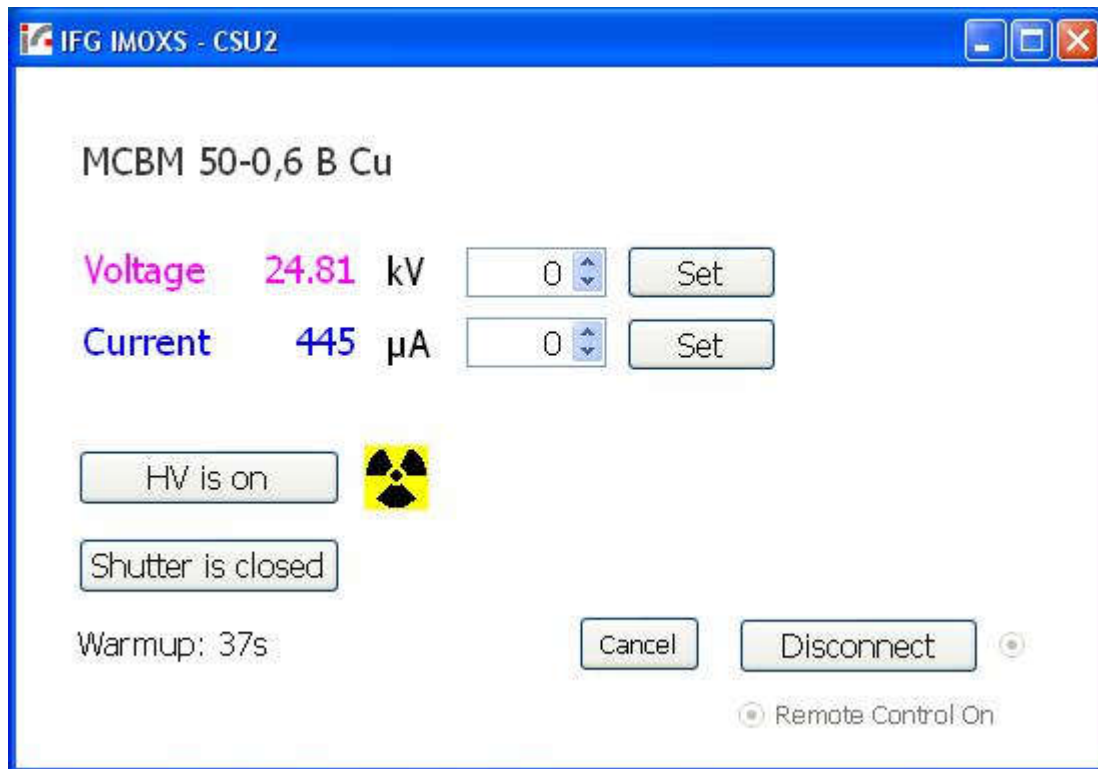 IFG IMOXS - CSU2
MCBM 50-0,6 B Cu
Voltage 24.81 kV 0 Set
Current 445 µA 0 Set
HV is on
Shutter is closed
Warmup: 37s Cancel Disconnect
Remote Control On